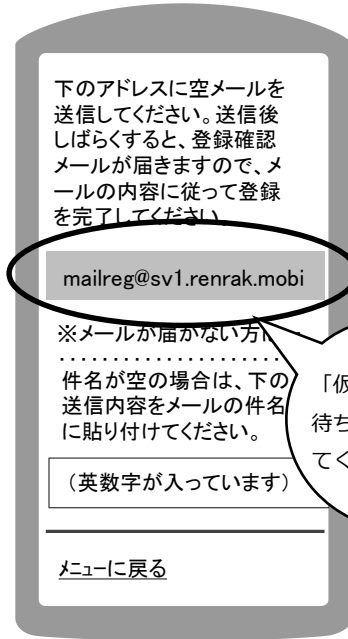 下のアドレスに空メールを
送信してください。送信後
しばらくすると、登録確認
メールが届きますので、メ
ールの内容に従って登録
を完了してください。
mailreg@sv1.renrak.mobi
※メールが届かない方は
・・・・・・・・・・・・・・・・・・・・
件名が空の場合は、下の
送信内容をメールの件名
に貼り付けてください。
「仮
待ち
てく
（英数字が入っています）
メニューに戻る